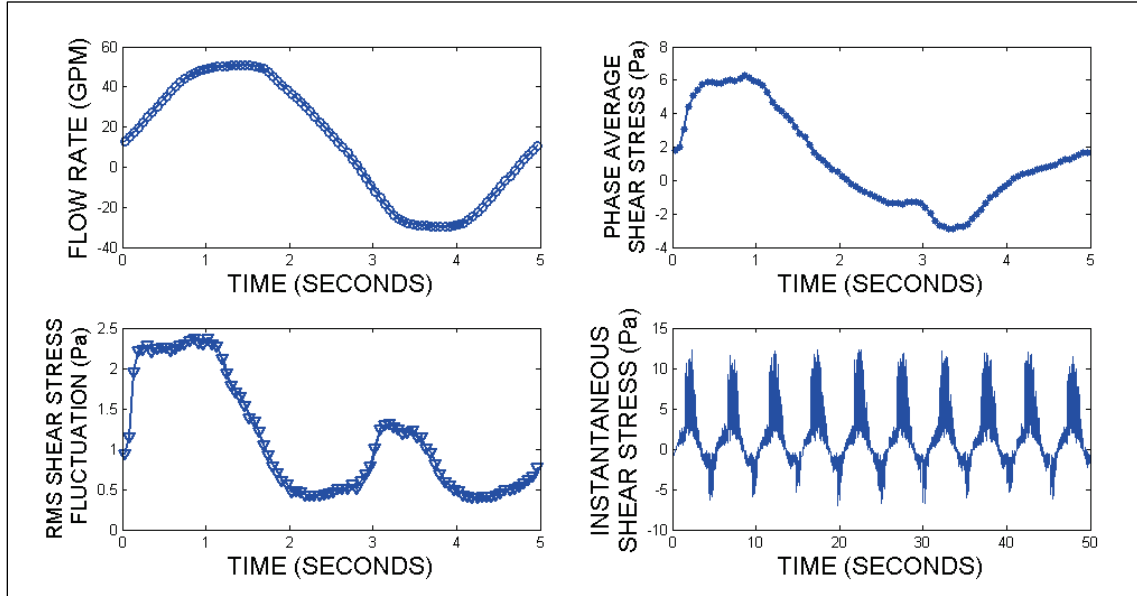 FLOW RATE (GPM)
60
40
20
0
-20
-40
0 1 2 3 4 5
TIME (SECONDS)
PHASE AVERAGE
SHEAR STRESS (Pa)
8
6
4
2
0
-2
-4
0 1 2 3 4 5
TIME (SECONDS)
RMS SHEAR STRESS
FLUCTUATION (Pa)
2.5
2
1.5
1
0.5
0
0 1 2 3 4 5
TIME (SECONDS)
INSTANTANEOUS
SHEAR STRESS (Pa)
15
10
5
0
-5
-10
0 10 20 30 40 50
TIME (SECONDS)